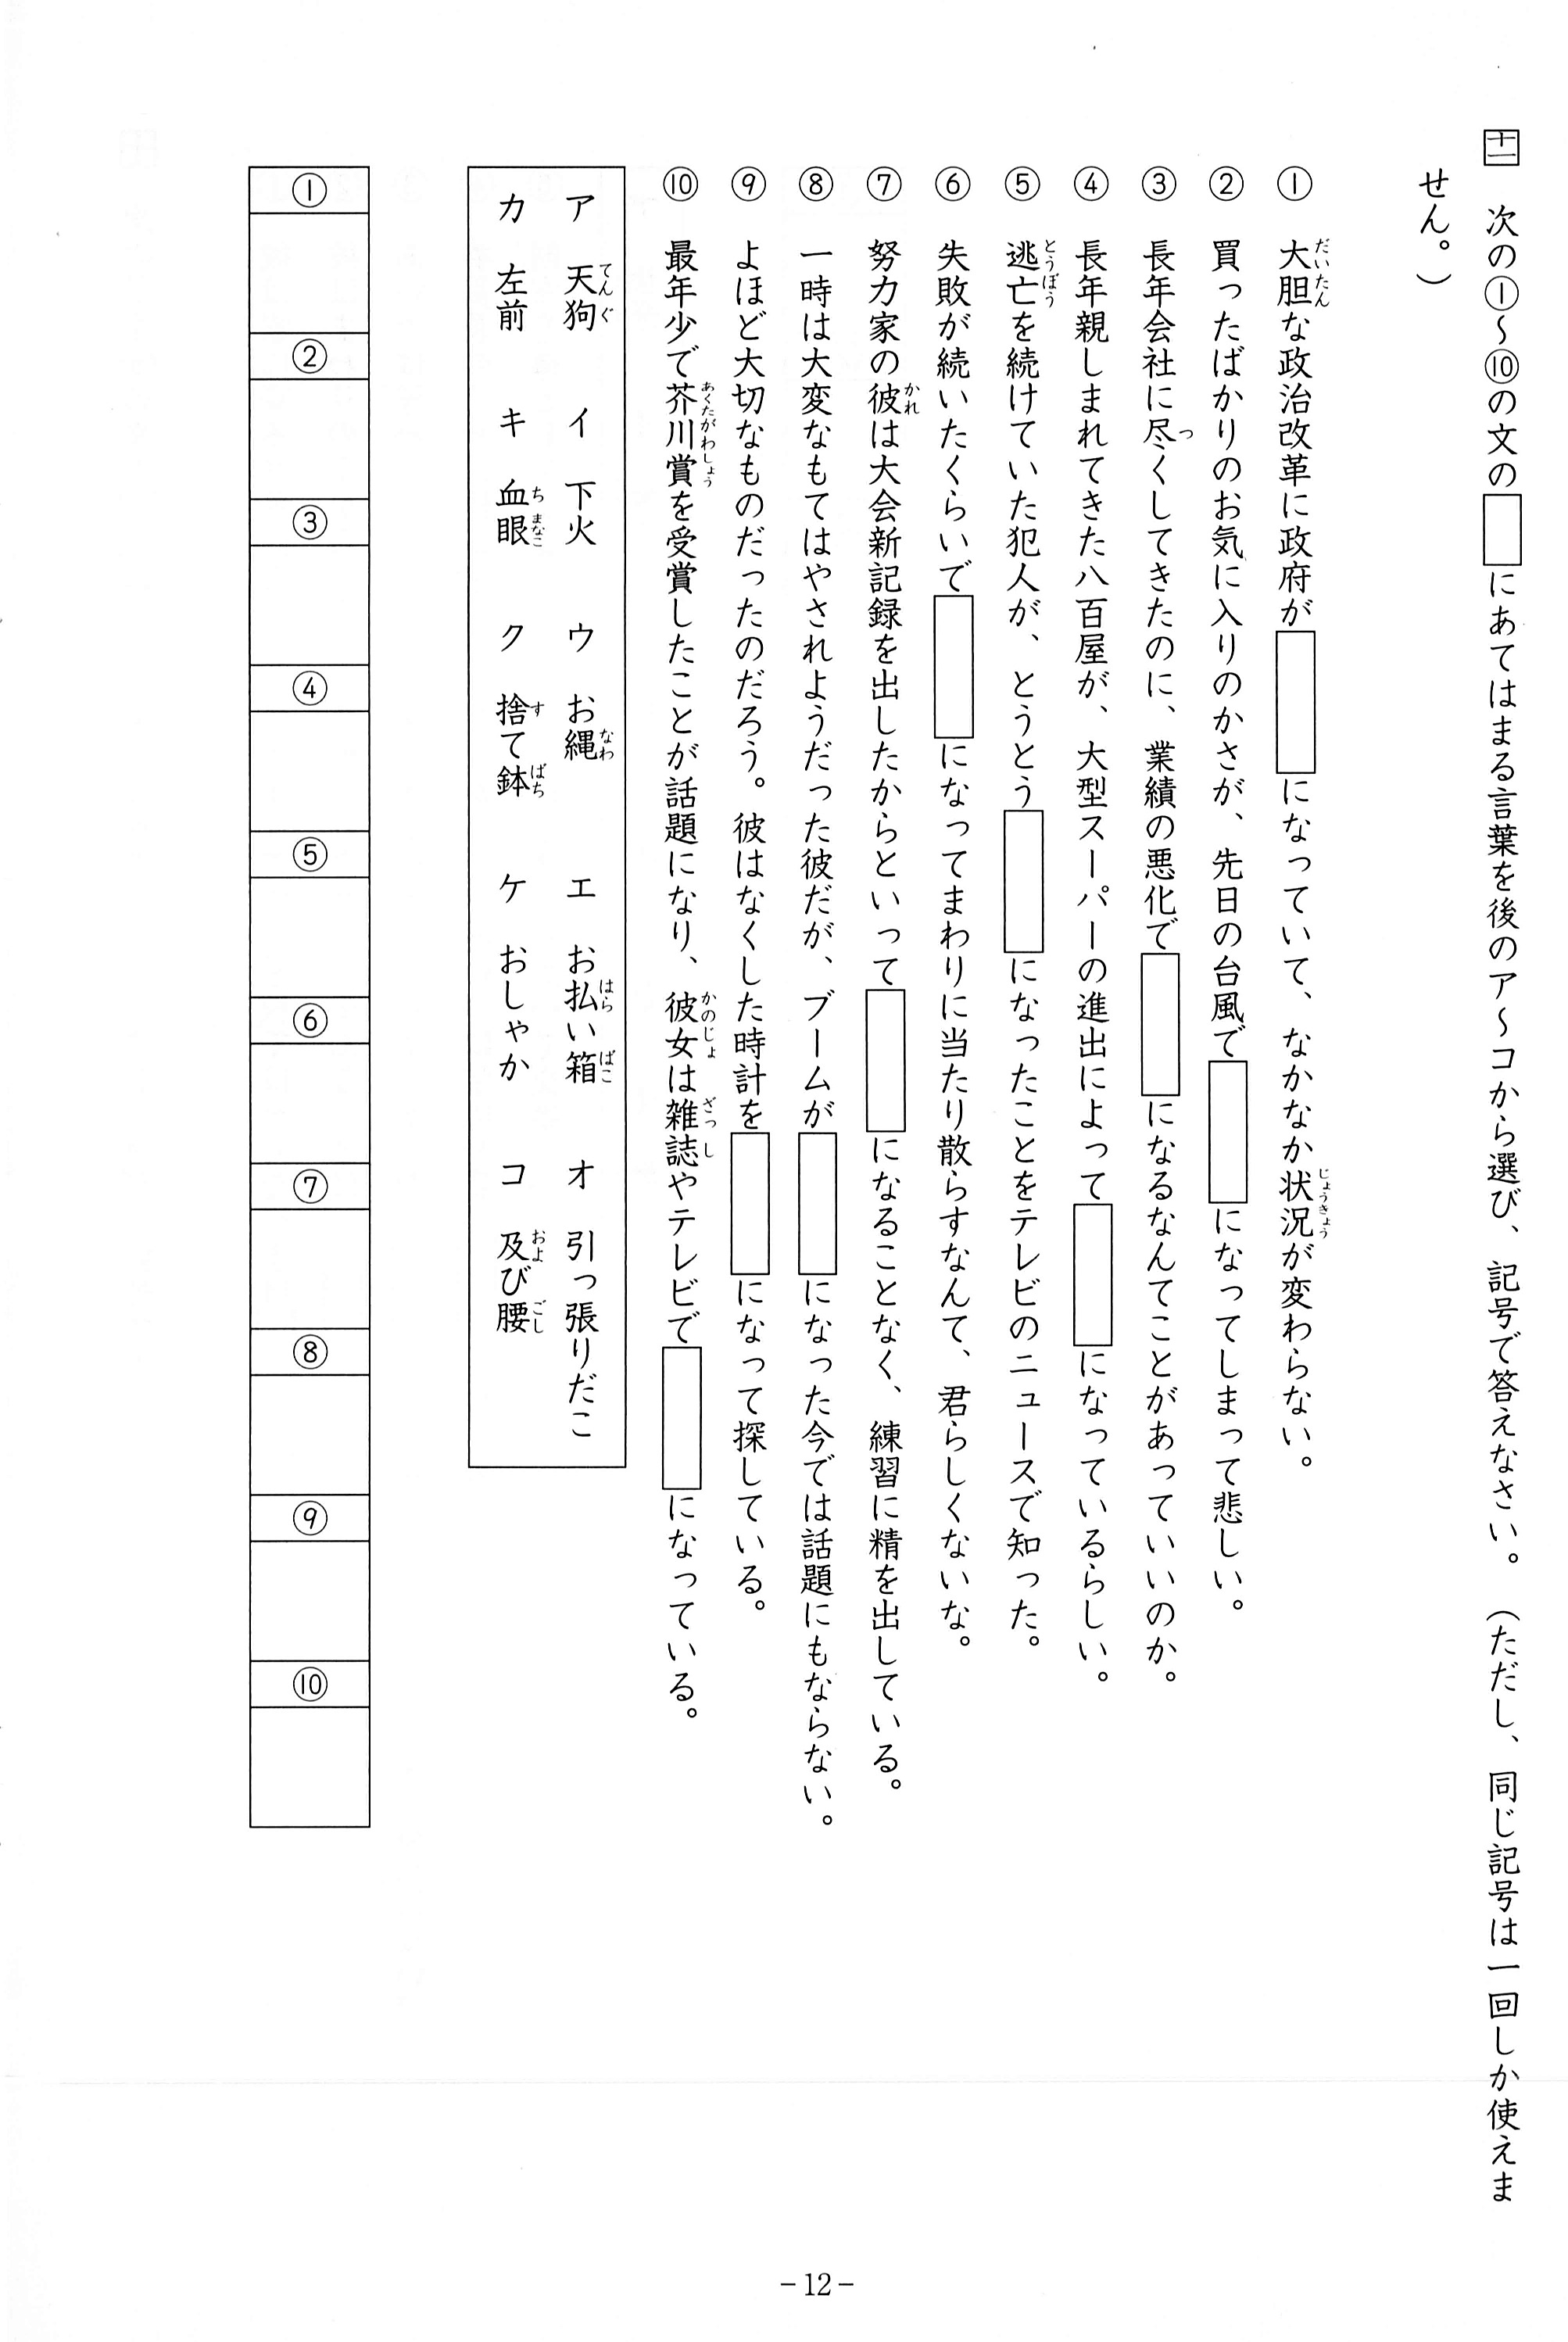 十一 次の①～⑩の文の□にあてはまる言葉を後のア～コから選び、記号で答えなさい。(ただし、同じ記号は一回しか使えま
せん。)
① 大胆な政治改革に政府が□になっていて、なかなか状況が変わらない。
② 買ったばかりのお気に入りのかさが、先日の台風で□になってしまって悲しい。
③ 長年会社に尽くしてきたのに、業績の悪化で□になるなんてことがあっていいのか。
④ 長年親しまれてきた八百屋が、大型スーパーの進出によって□になっているらしい。
⑤ 逃亡を続けていた犯人が、とうとう□になったことをテレビのニュースで知った。
⑥ 失敗が続いたくらいで□になってまわりに当たり散らすなんて、君らしくないな。
⑦ 努力家の彼は大会新記録を出したからといって□になることなく、練習に精を出している。
⑧ 一時は大変なもてはやされようだった彼だが、ブームが□になった今では話題にもならない。
⑨ よほど大切なものだったのだろう。彼はなくした時計を□になって探している。
⑩ 最年少で芥川賞を受賞したことが話題になり、彼女は雑誌やテレビで□になっている。
ア 天狗 イ 下火 ウ お縄 エ お払い箱 オ 引っ張りだこ
カ 左前 キ 血眼 ク 捨て鉢 ケ おしゃか コ 及び腰
① ② ③ ④ ⑤ ⑥ ⑦ ⑧ ⑨ ⑩
-12-